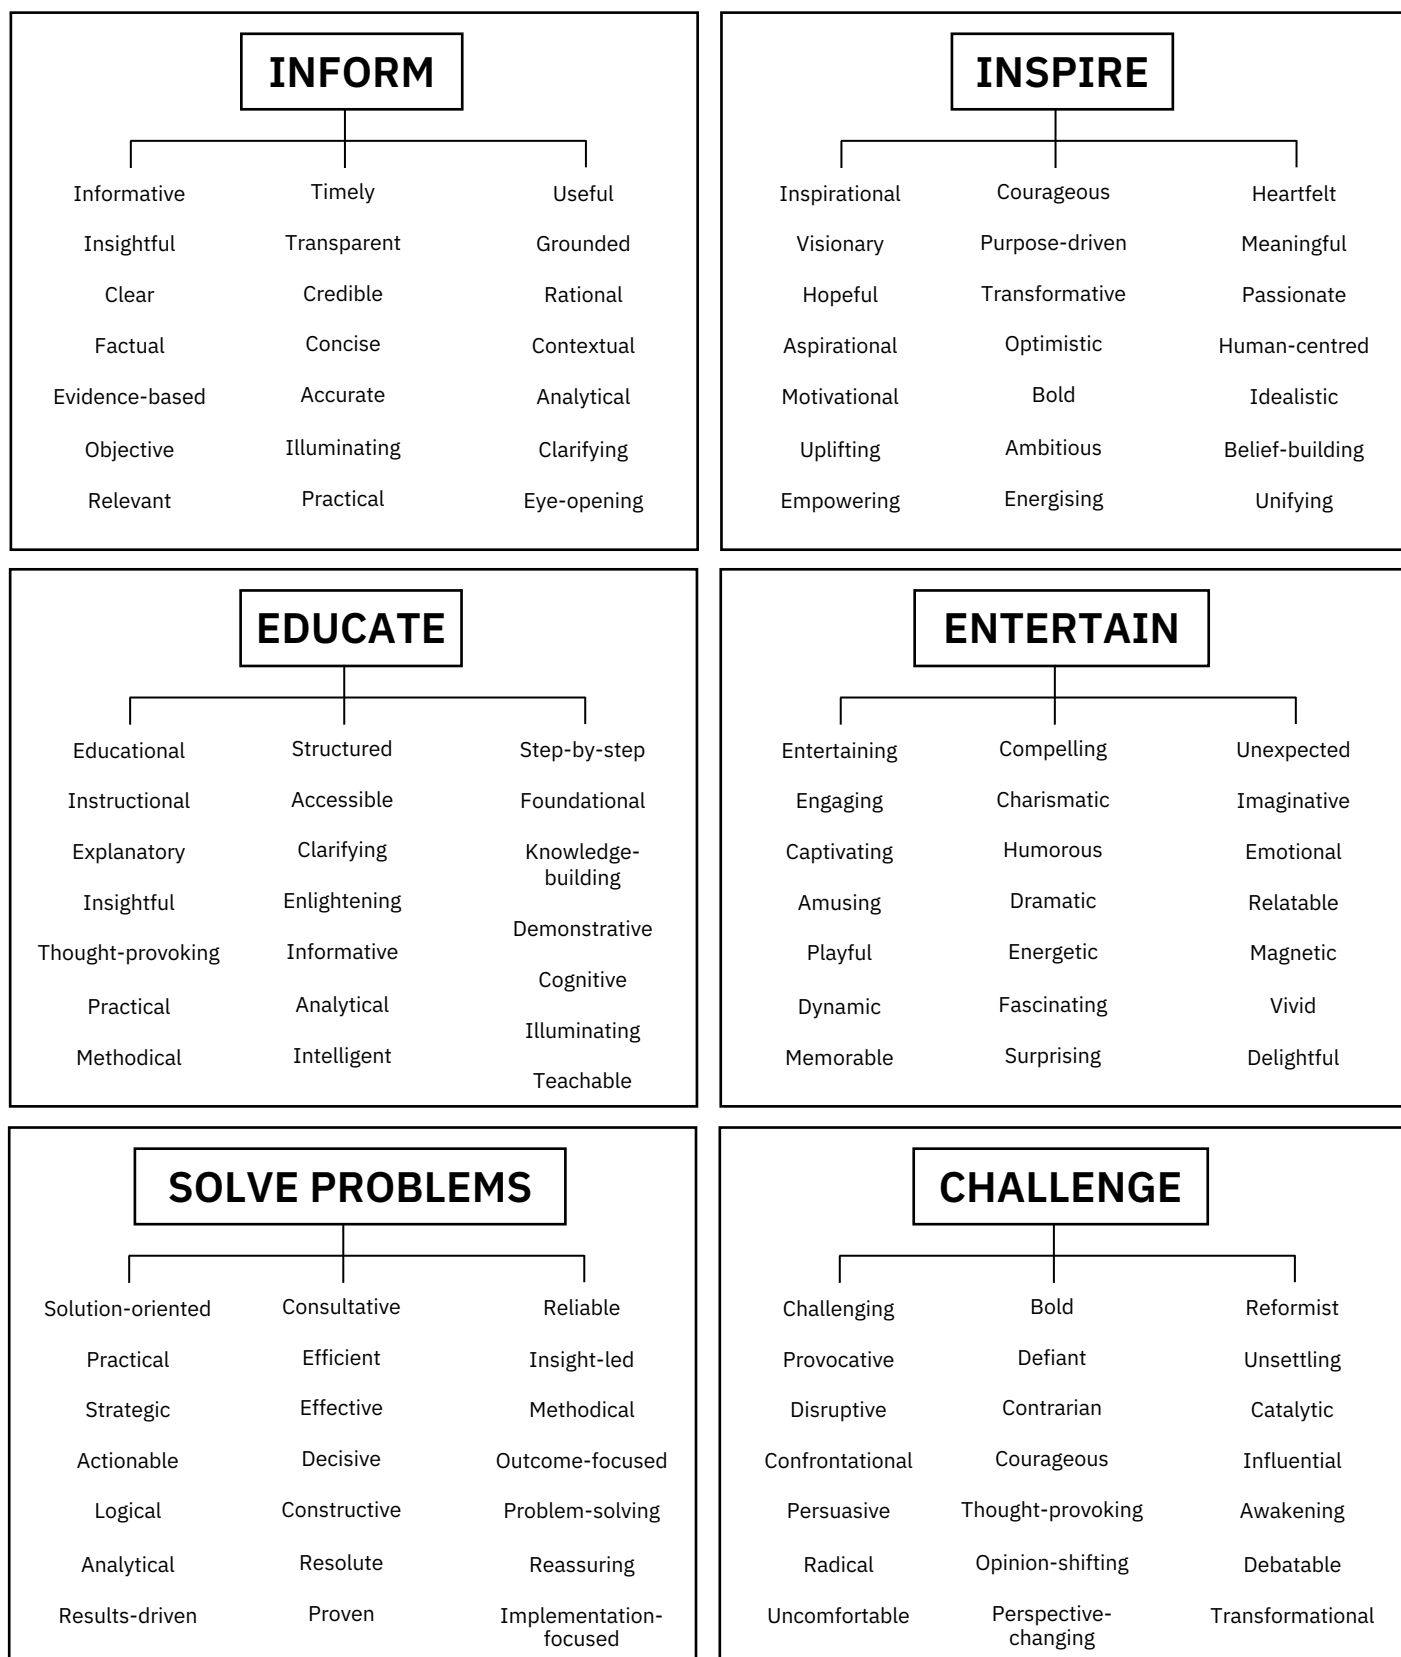 INFORM
Informative
Insightful
Clear
Factual
Evidence-based
Objective
Relevant
Timely
Transparent
Credible
Concise
Accurate
Illuminating
Practical
Useful
Grounded
Rational
Contextual
Analytical
Clarifying
Eye-opening
INSPIRE
Inspirational
Visionary
Hopeful
Aspirational
Motivational
Uplifting
Empowering
Courageous
Purpose-driven
Transformative
Optimistic
Bold
Ambitious
Energising
Heartfelt
Meaningful
Passionate
Human-centred
Idealistic
Belief-building
Unifying
EDUCATE
Educational
Instructional
Explanatory
Insightful
Thought-provoking
Practical
Methodical
Structured
Accessible
Clarifying
Enlightening
Informative
Analytical
Intelligent
Step-by-step
Foundational
Knowledge-
building
Demonstrative
Cognitive
Illuminating
Teachable
ENTERTAIN
Entertaining
Engaging
Captivating
Amusing
Playful
Dynamic
Memorable
Compelling
Charismatic
Humorous
Dramatic
Energetic
Fascinating
Surprising
Unexpected
Imaginative
Emotional
Relatable
Magnetic
Vivid
Delightful
SOLVE PROBLEMS
Solution-oriented
Practical
Strategic
Actionable
Logical
Analytical
Results-driven
Consultative
Efficient
Effective
Decisive
Constructive
Resolute
Proven
Reliable
Insight-led
Methodical
Outcome-focused
Problem-solving
Reassuring
Implementation-
focused
CHALLENGE
Challenging
Provocative
Disruptive
Confrontational
Persuasive
Radical
Uncomfortable
Bold
Defiant
Contrarian
Courageous
Thought-provoking
Opinion-shifting
Perspective-
changing
Reformist
Unsettling
Catalytic
Influential
Awakening
Debatable
Transformational